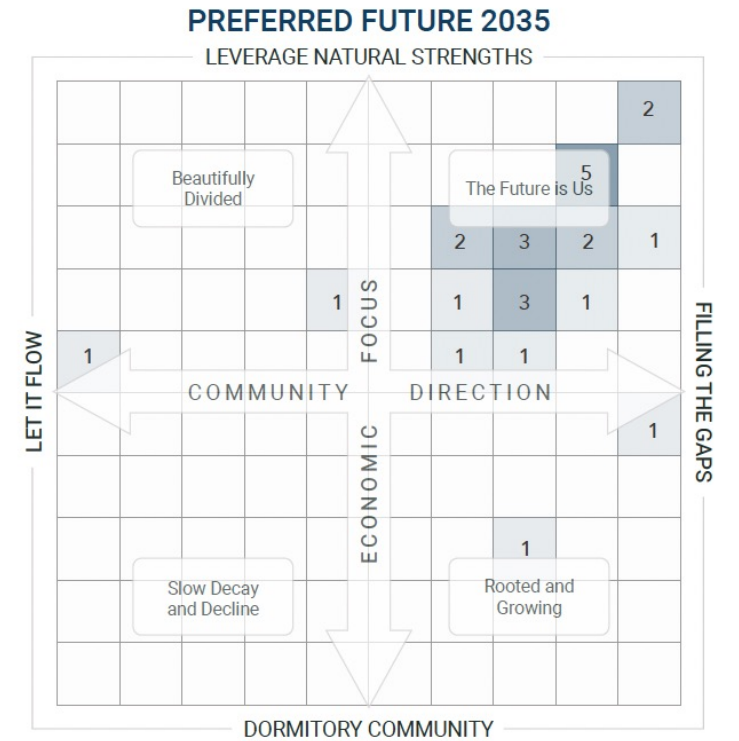 PREFERRED FUTURE 2035
LEVERAGE NATURAL STRENGTHS
2
Beautifully
Divided
5
The Future is Us
2 3 2 1
1 1 3 1
1 1 1
FOCUS
LET IT FLOW
COMMUNITY DIRECTION
FILLING THE GAPS
1
ECONOMIC
1
Slow Decay
and Decline
Rooted and
Growing
DORMITORY COMMUNITY